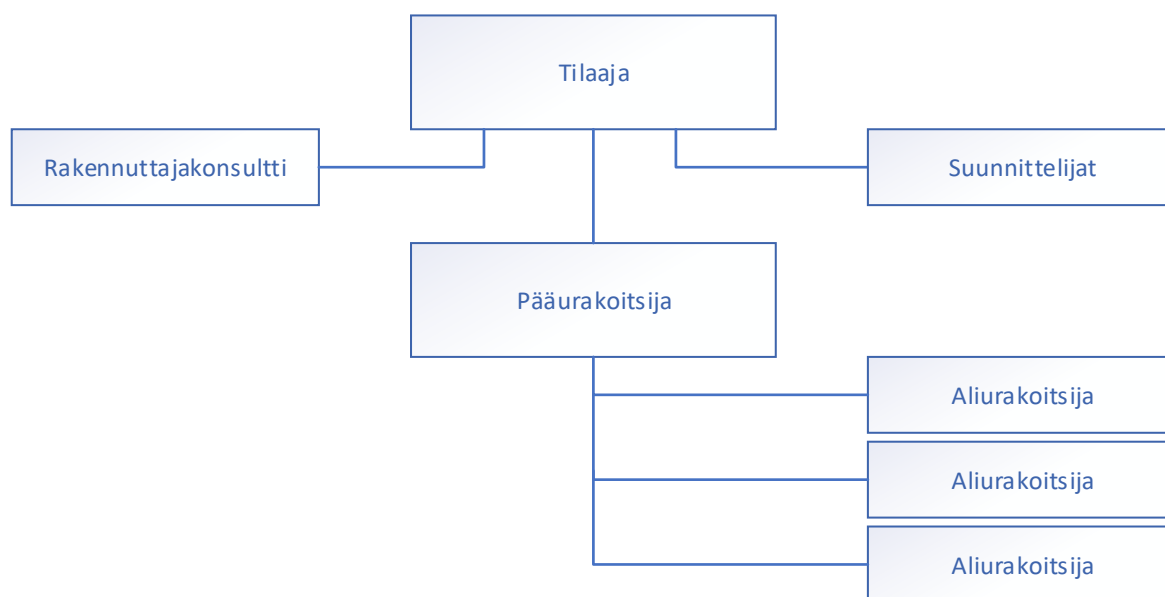 Tilaaja
Rakennuttajakonsultti
Suunnittelijat
Pääurakoitsija
Aliurakoitsija
Aliurakoitsija
Aliurakoitsija